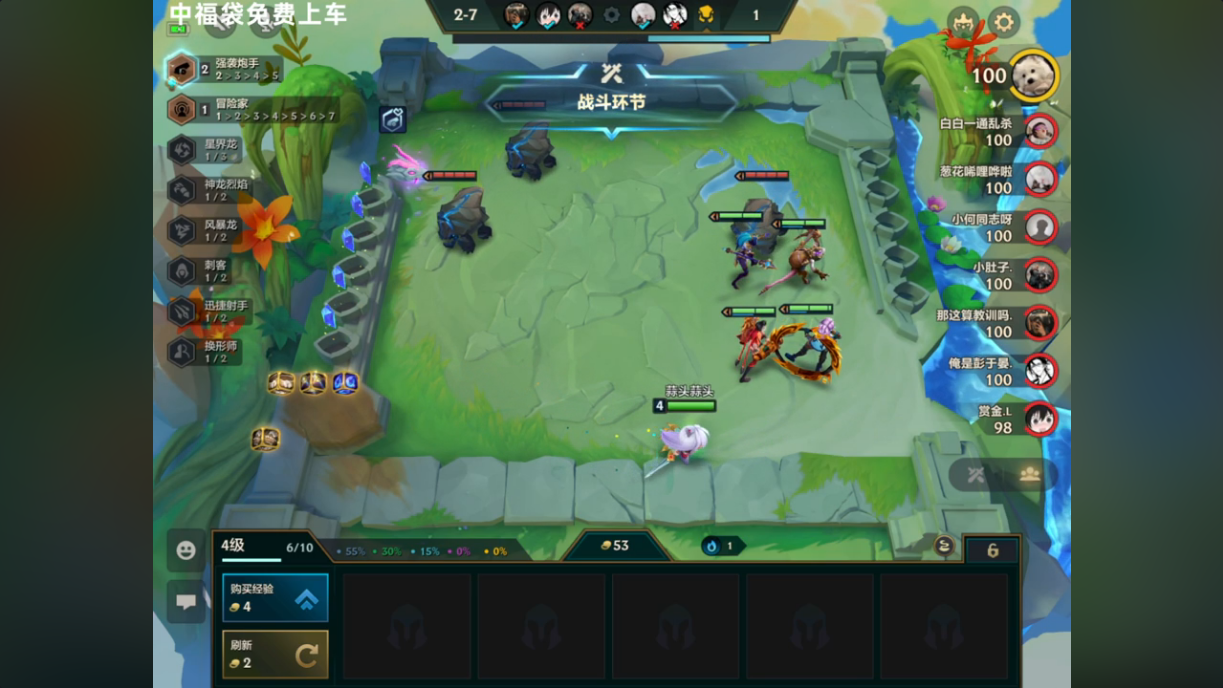 中福袋免费上车
2-7
1
战斗环节
2 强袭炮手
2 > 3 > 4 > 5
1 冒险家
1 > 2 > 3 > 4 > 5 > 6 > 7
星界龙
1 / 3
神龙烈焰
1 / 2
风暴龙
1 / 2
刺客
1 / 2
迅捷射手
1 / 2
换形师
1 / 2
100
白白一通乱杀
100
葱花唏哩哗啦
100
小何同志呀
100
小肚子.
100
那这算教训吗.
100
俺是彭于晏.
100
赏金.L
98
蒜头蒜头
4
4级
6/10
55% 30% 15% 0% 0%
53
1
6
购买经验
4
刷新
2